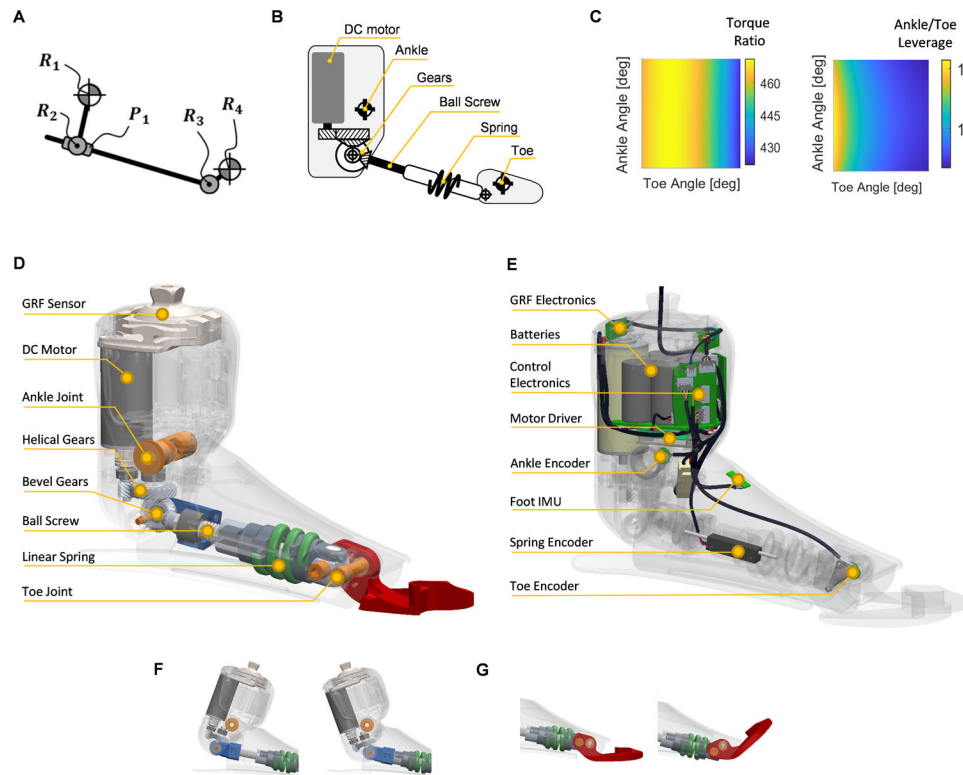 A
R1
R2
P1
R3
R4
B
DC motor
Ankle
Gears
Ball Screw
Spring
Toe
C
Torque
Ratio
Ankle Angle [deg]
Toe Angle [deg]
460
445
430
Ankle/Toe
Leverage
Ankle Angle [deg]
Toe Angle [deg]
1
1
D
GRF Sensor
DC Motor
Ankle Joint
Helical Gears
Bevel Gears
Ball Screw
Linear Spring
Toe Joint
E
GRF Electronics
Batteries
Control
Electronics
Motor Driver
Ankle Encoder
Foot IMU
Spring Encoder
Toe Encoder
F
G